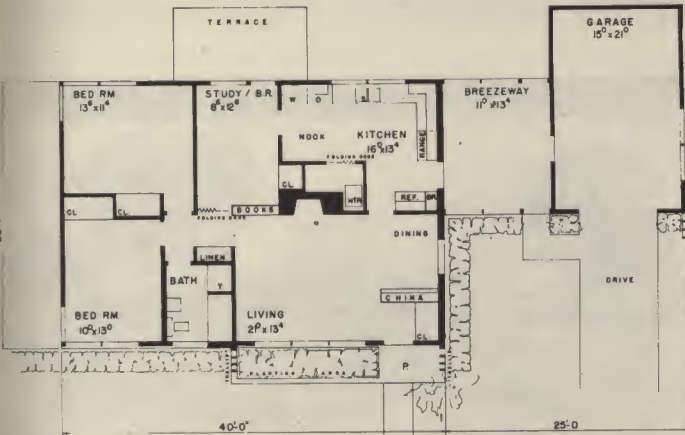 TERRACE
GARAGE
15⁰ x 21⁰
BED RM
13⁶ x 11⁴
STUDY / B.R.
8⁶ x 12⁶
W D S
NOOK
KITCHEN
16⁰ x 13⁴
RANGE
BREEZEWAY
11⁰ x 13⁴
FOLDING DOOR
CL
CL
CL
HTR
REF.
BR
FOLDING DOOR
BOOKS
DINING
LINEN
BATH
T
DRIVE
BED RM
10⁰ x 13⁰
LIVING
21⁰ x 13⁴
CHINA
CL
PLANTING AREA
P.
40'-0"
25'-0